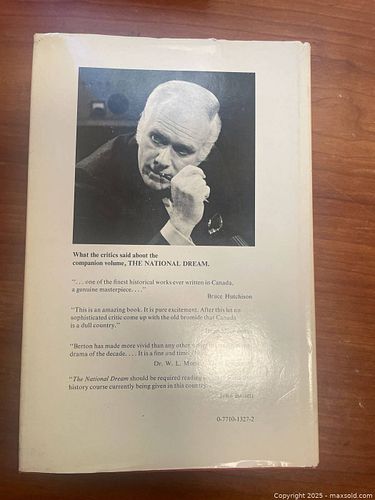 What the critics said about the
companion volume, THE NATIONAL DREAM.
". . . one of the finest historical works ever written in Canada,
a genuine masterpiece. . . ."
Bruce Hutchison
"This is an amazing book. It is pure excitement. After this let no
sophisticated critic come up with the old bromide that Canada
is a dull country."
"Berton has made more vivid than any other
drama of the decade. . . . It is a fine and
Dr. W. L.
"The National Dream should be required reading
history course currently being given in this country
John
0-7710-1327-2
Copyright 2025 - maxsold.com